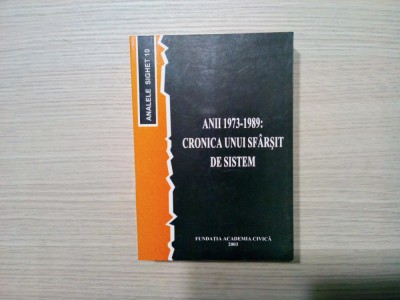 ANALELE SIGHET 10
ANII 1973-1989:
CRONICA UNUI SFÂRŞIT
DE SISTEM
FUNDAŢIA ACADEMIA CIVICĂ
2003